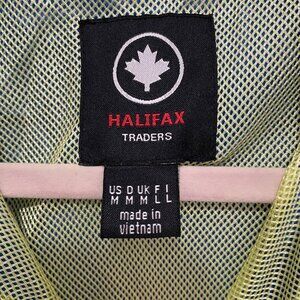 HALIFAX
TRADERS
US D UK F I
M M M L L
made in
vietnam